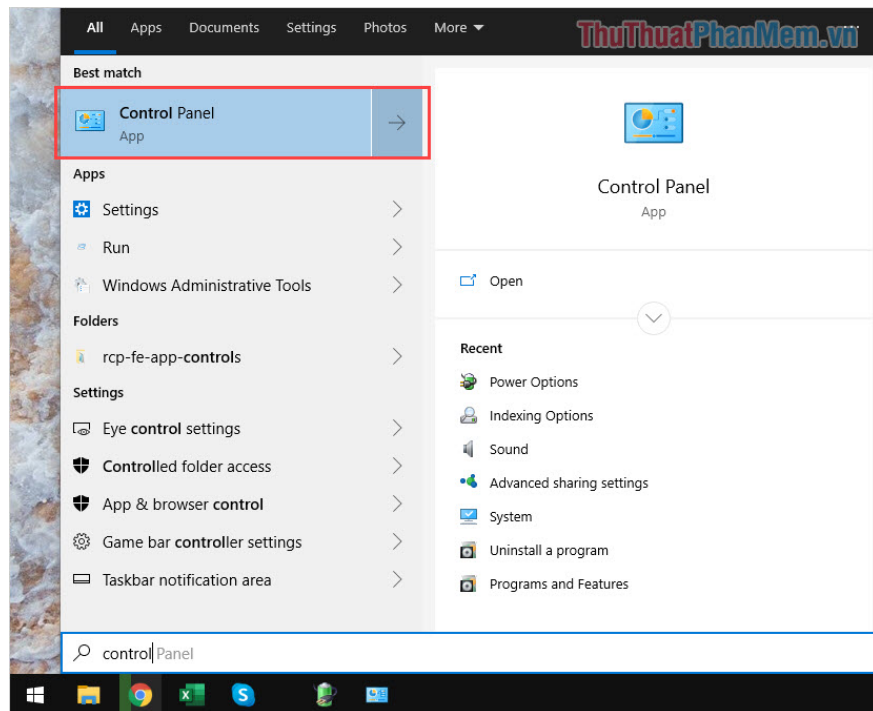 All Apps Documents Settings Photos More
ThuThuatPhanMem.vn
Best match
Control Panel
App
Apps
Settings
Run
Windows Administrative Tools
Folders
rcp-fe-app-controls
Settings
Eye control settings
Controlled folder access
App & browser control
Game bar controller settings
Taskbar notification area
Control Panel
App
Open
Recent
Power Options
Indexing Options
Sound
Advanced sharing settings
System
Uninstall a program
Programs and Features
control Panel